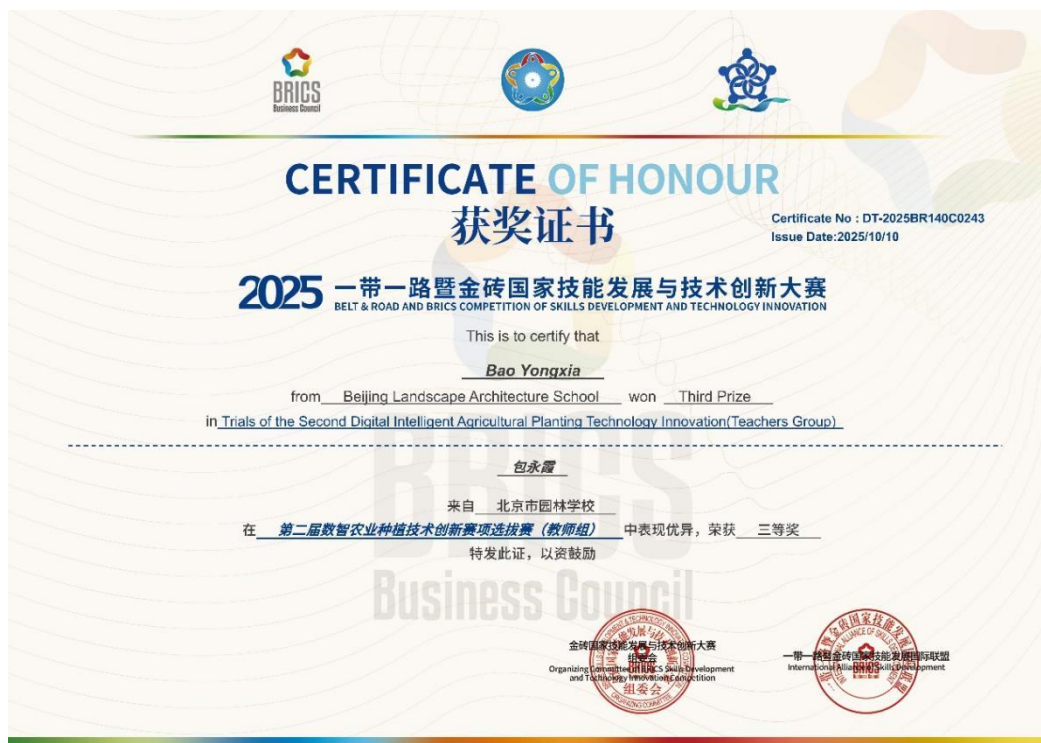 BRICS
Business Council
CERTIFICATE OF HONOUR
获奖证书
Certificate No : DT-2025BR140C0243
Issue Date:2025/10/10
2025 一带一路暨金砖国家技能发展与技术创新大赛
BELT & ROAD AND BRICS COMPETITION OF SKILLS DEVELOPMENT AND TECHNOLOGY INNOVATION
This is to certify that
Bao Yongxia
from Beijing Landscape Architecture School won Third Prize
in Trials of the Second Digital Intelligent Agricultural Planting Technology Innovation(Teachers Group)
包永霞
来自 北京市园林学校
在 第二届数智农业种植技术创新赛项选拔赛（教师组） 中表现优异，荣获 三等奖
特发此证，以资鼓励
BRICS
Business Council
金砖国家技能发展与技术创新大赛
组委会
Organizing Committee of BRICS Skills Development
and Technology Innovation Competition
组委会
ORGANIZING COMMITTEE
一带一路暨金砖国家技能发展国际联盟
International Alliance of Skills Development
BRICS